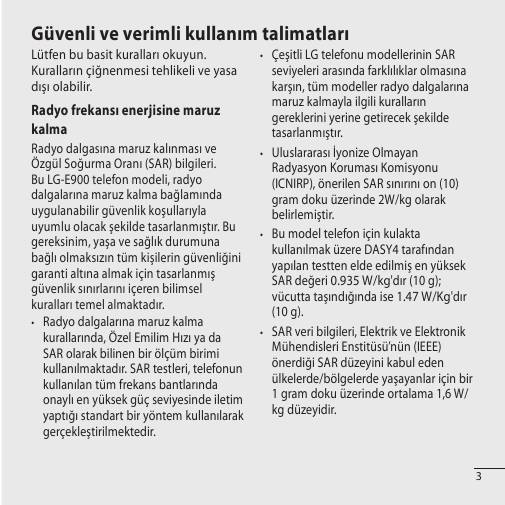 Güvenli ve verimli kullanım talimatları
Lütfen bu basit kuralları okuyun.
Kuralların çiğnenmesi tehlikeli ve yasa
dışı olabilir.
Radyo frekansı enerjisine maruz
kalma
Radyo dalgasına maruz kalınması ve
Özgül Soğurma Oranı (SAR) bilgileri.
Bu LG-E900 telefon modeli, radyo
dalgalarına maruz kalma bağlamında
uygulanabilir güvenlik koşullarıyla
uyumlu olacak şekilde tasarlanmıştır. Bu
gereksinim, yaşa ve sağlık durumuna
bağlı olmaksızın tüm kişilerin güvenliğini
garanti altına almak için tasarlanmış
güvenlik sınırlarını içeren bilimsel
kuralları temel almaktadır.
• Radyo dalgalarına maruz kalma
kurallarında, Özel Emilim Hızı ya da
SAR olarak bilinen bir ölçüm birimi
kullanılmaktadır. SAR testleri, telefonun
kullanılan tüm frekans bantlarında
onaylı en yüksek güç seviyesinde iletim
yaptığı standart bir yöntem kullanılarak
gerçekleştirilmektedir.
• Çeşitli LG telefonu modellerinin SAR
seviyeleri arasında farklılıklar olmasına
karşın, tüm modeller radyo dalgalarına
maruz kalmayla ilgili kuralların
gereklerini yerine getirecek şekilde
tasarlanmıştır.
• Uluslararası İyonize Olmayan
Radyasyon Koruması Komisyonu
(ICNIRP), önerilen SAR sınırını on (10)
gram doku üzerinde 2W/kg olarak
belirlemiştir.
• Bu model telefon için kulakta
kullanılmak üzere DASY4 tarafından
yapılan testten elde edilmiş en yüksek
SAR değeri 0.935 W/kg'dır (10 g);
vücutta taşındığında ise 1.47 W/Kg'dır
(10 g).
• SAR veri bilgileri, Elektrik ve Elektronik
Mühendisleri Enstitüsü'nün (IEEE)
önerdiği SAR düzeyini kabul eden
ülkelerde/bölgelerde yaşayanlar için bir
1 gram doku üzerinde ortalama 1,6 W/
kg düzeyidir.
3